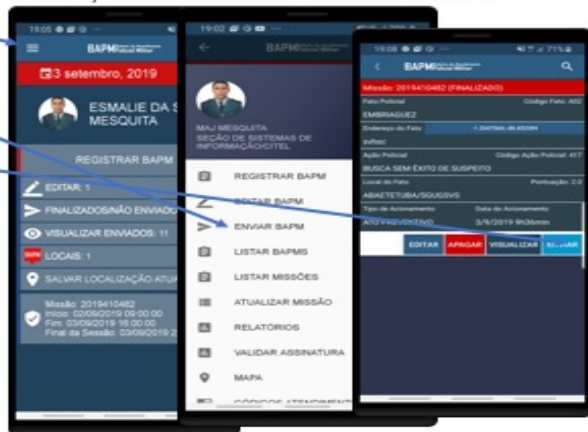 19:05
BAPM
3 setembro, 2019
ESMALIE DA S
MESQUITA
REGISTRAR BAPM
EDITAR: 1
FINALIZADOS/NÃO ENVIADO
VISUALIZAR ENVIADOS: 11
LOCAIS: 1
SALVAR LOCALIZAÇÃO ATUA
Missão: 2019410482
Início: 02/09/2019 09:00:00
Fim: 03/09/2019 16:00:00
Final da Sessão: 03/09/2019 2
19:02
BAPM
MAJ MESQUITA
SEÇÃO DE SISTEMAS DE
INFORMAÇÃO/CITEL
REGISTRAR BAPM
EDITAR BAPM
ENVIAR BAPM
LISTAR BAPMS
LISTAR MISSÕES
ATUALIZAR MISSÃO
RELATÓRIOS
VALIDAR ASSINATURA
MAPA
CÓDIGOS ATENDIMENT
19:08 71%
BAPM
Missão: 2019410482 (FINALIZADO)
Fato Policial Código Fato: A02
EMBRIAGUEZ
Endereço do Fato
Ação Policial Código Ação Policial: 417
BUSCA SEM ÊXITO DE SUSPEITO
Local do Fato Pontuação: 2.0
ABAETETUBA/SGUGSVS
Tipo de Acionamento Data do Acionamento
ATO PREVENTIVO 3/9/2019 9h36min
EDITAR APAGAR VISUALIZAR ENVIAR